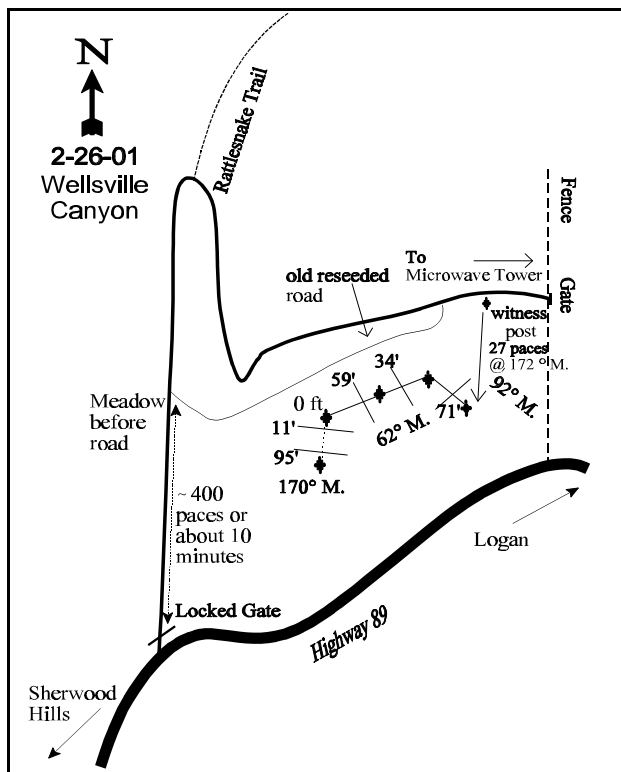 N
2-26-01
Wellsville
Canyon
Rattlesnake Trail
Fence
Gate
To
Microwave Tower
old reseeded
road
witness
post
27 paces
@ 172 ° M.
92° M.
34'
59'
0 ft
71'
11'
62° M.
95'
170° M.
Meadow
before
road
~ 400
paces or
about 10
minutes
Logan
Locked Gate
Highway 89
Sherwood
Hills